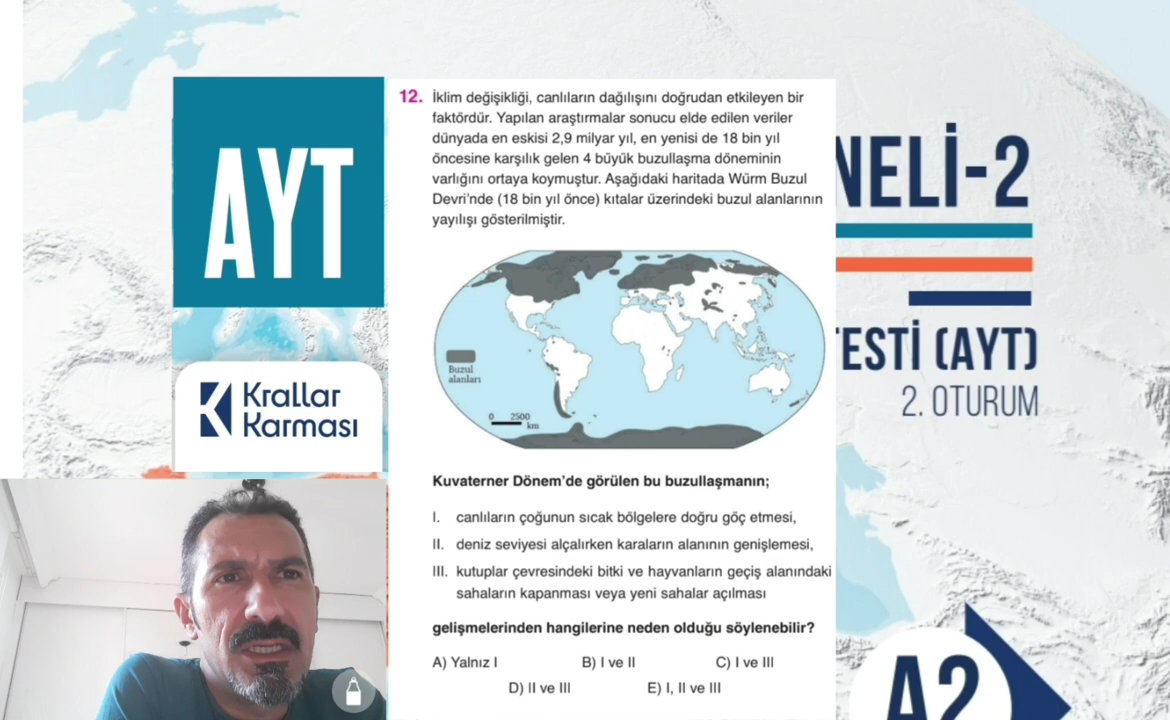 AYT
Krallar
Karması
12. İklim değişikliği, canlıların dağılışını doğrudan etkileyen bir
faktördür. Yapılan araştırmalar sonucu elde edilen veriler
dünyada en eskisi 2,9 milyar yıl, en yenisi de 18 bin yıl
öncesine karşılık gelen 4 büyük buzullaşma döneminin
varlığını ortaya koymuştur. Aşağıdaki haritada Würm Buzul
Devri'nde (18 bin yıl önce) kıtalar üzerindeki buzul alanlarının
yayılışı gösterilmiştir.
Buzul
alanları
0 2500
km
Kuvaterner Dönem'de görülen bu buzullaşmanın;
I. canlıların çoğunun sıcak bölgelere doğru göç etmesi,
II. deniz seviyesi alçalırken karaların alanının genişlemesi,
III. kutuplar çevresindeki bitki ve hayvanların geçiş alanındaki
sahaların kapanması veya yeni sahalar açılması
gelişmelerinden hangilerine neden olduğu söylenebilir?
A) Yalnız I B) I ve II C) I ve III
D) II ve III E) I, II ve III
NELİ-2
TESTİ (AYT)
2. OTURUM
A2